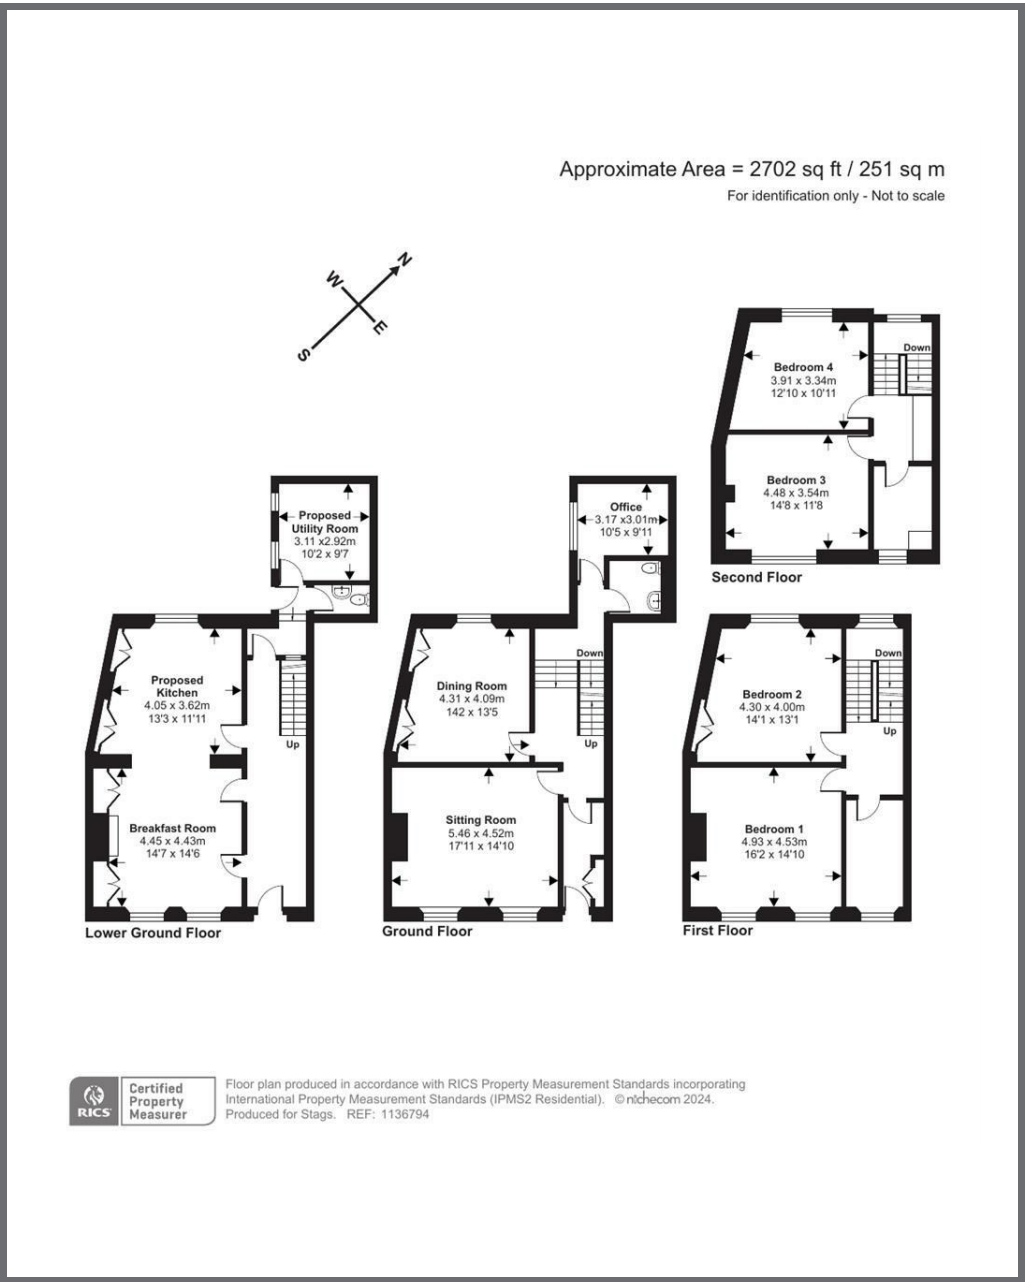 Approximate Area = 2702 sq ft / 251 sq m
For identification only - Not to scale
N
W
E
S
Down
Bedroom 4
3.91 x 3.34m
12'10 x 10'11
Bedroom 3
4.48 x 3.54m
14'8 x 11'8
Second Floor
Proposed
Utility Room
3.11 x2.92m
10'2 x 9'7
Proposed
Kitchen
4.05 x 3.62m
13'3 x 11'11
Up
Breakfast Room
4.45 x 4.43m
14'7 x 14'6
Lower Ground Floor
Office
3.17 x3.01m
10'5 x 9'11
Down
Dining Room
4.31 x 4.09m
142 x 13'5
Up
Sitting Room
5.46 x 4.52m
17'11 x 14'10
Ground Floor
Down
Bedroom 2
4.30 x 4.00m
14'1 x 13'1
Up
Bedroom 1
4.93 x 4.53m
16'2 x 14'10
First Floor
RICS
Certified
Property
Measurer
Floor plan produced in accordance with RICS Property Measurement Standards incorporating
International Property Measurement Standards (IPMS2 Residential). © nichecom 2024.
Produced for Stags. REF: 1136794